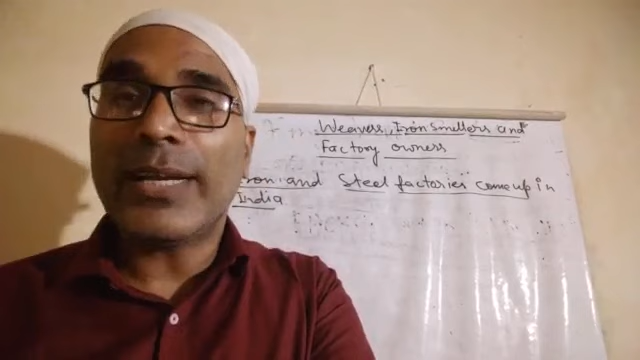 Weavers, Iron Smelters and
Factory owners
Iron and Steel factories come up in
India